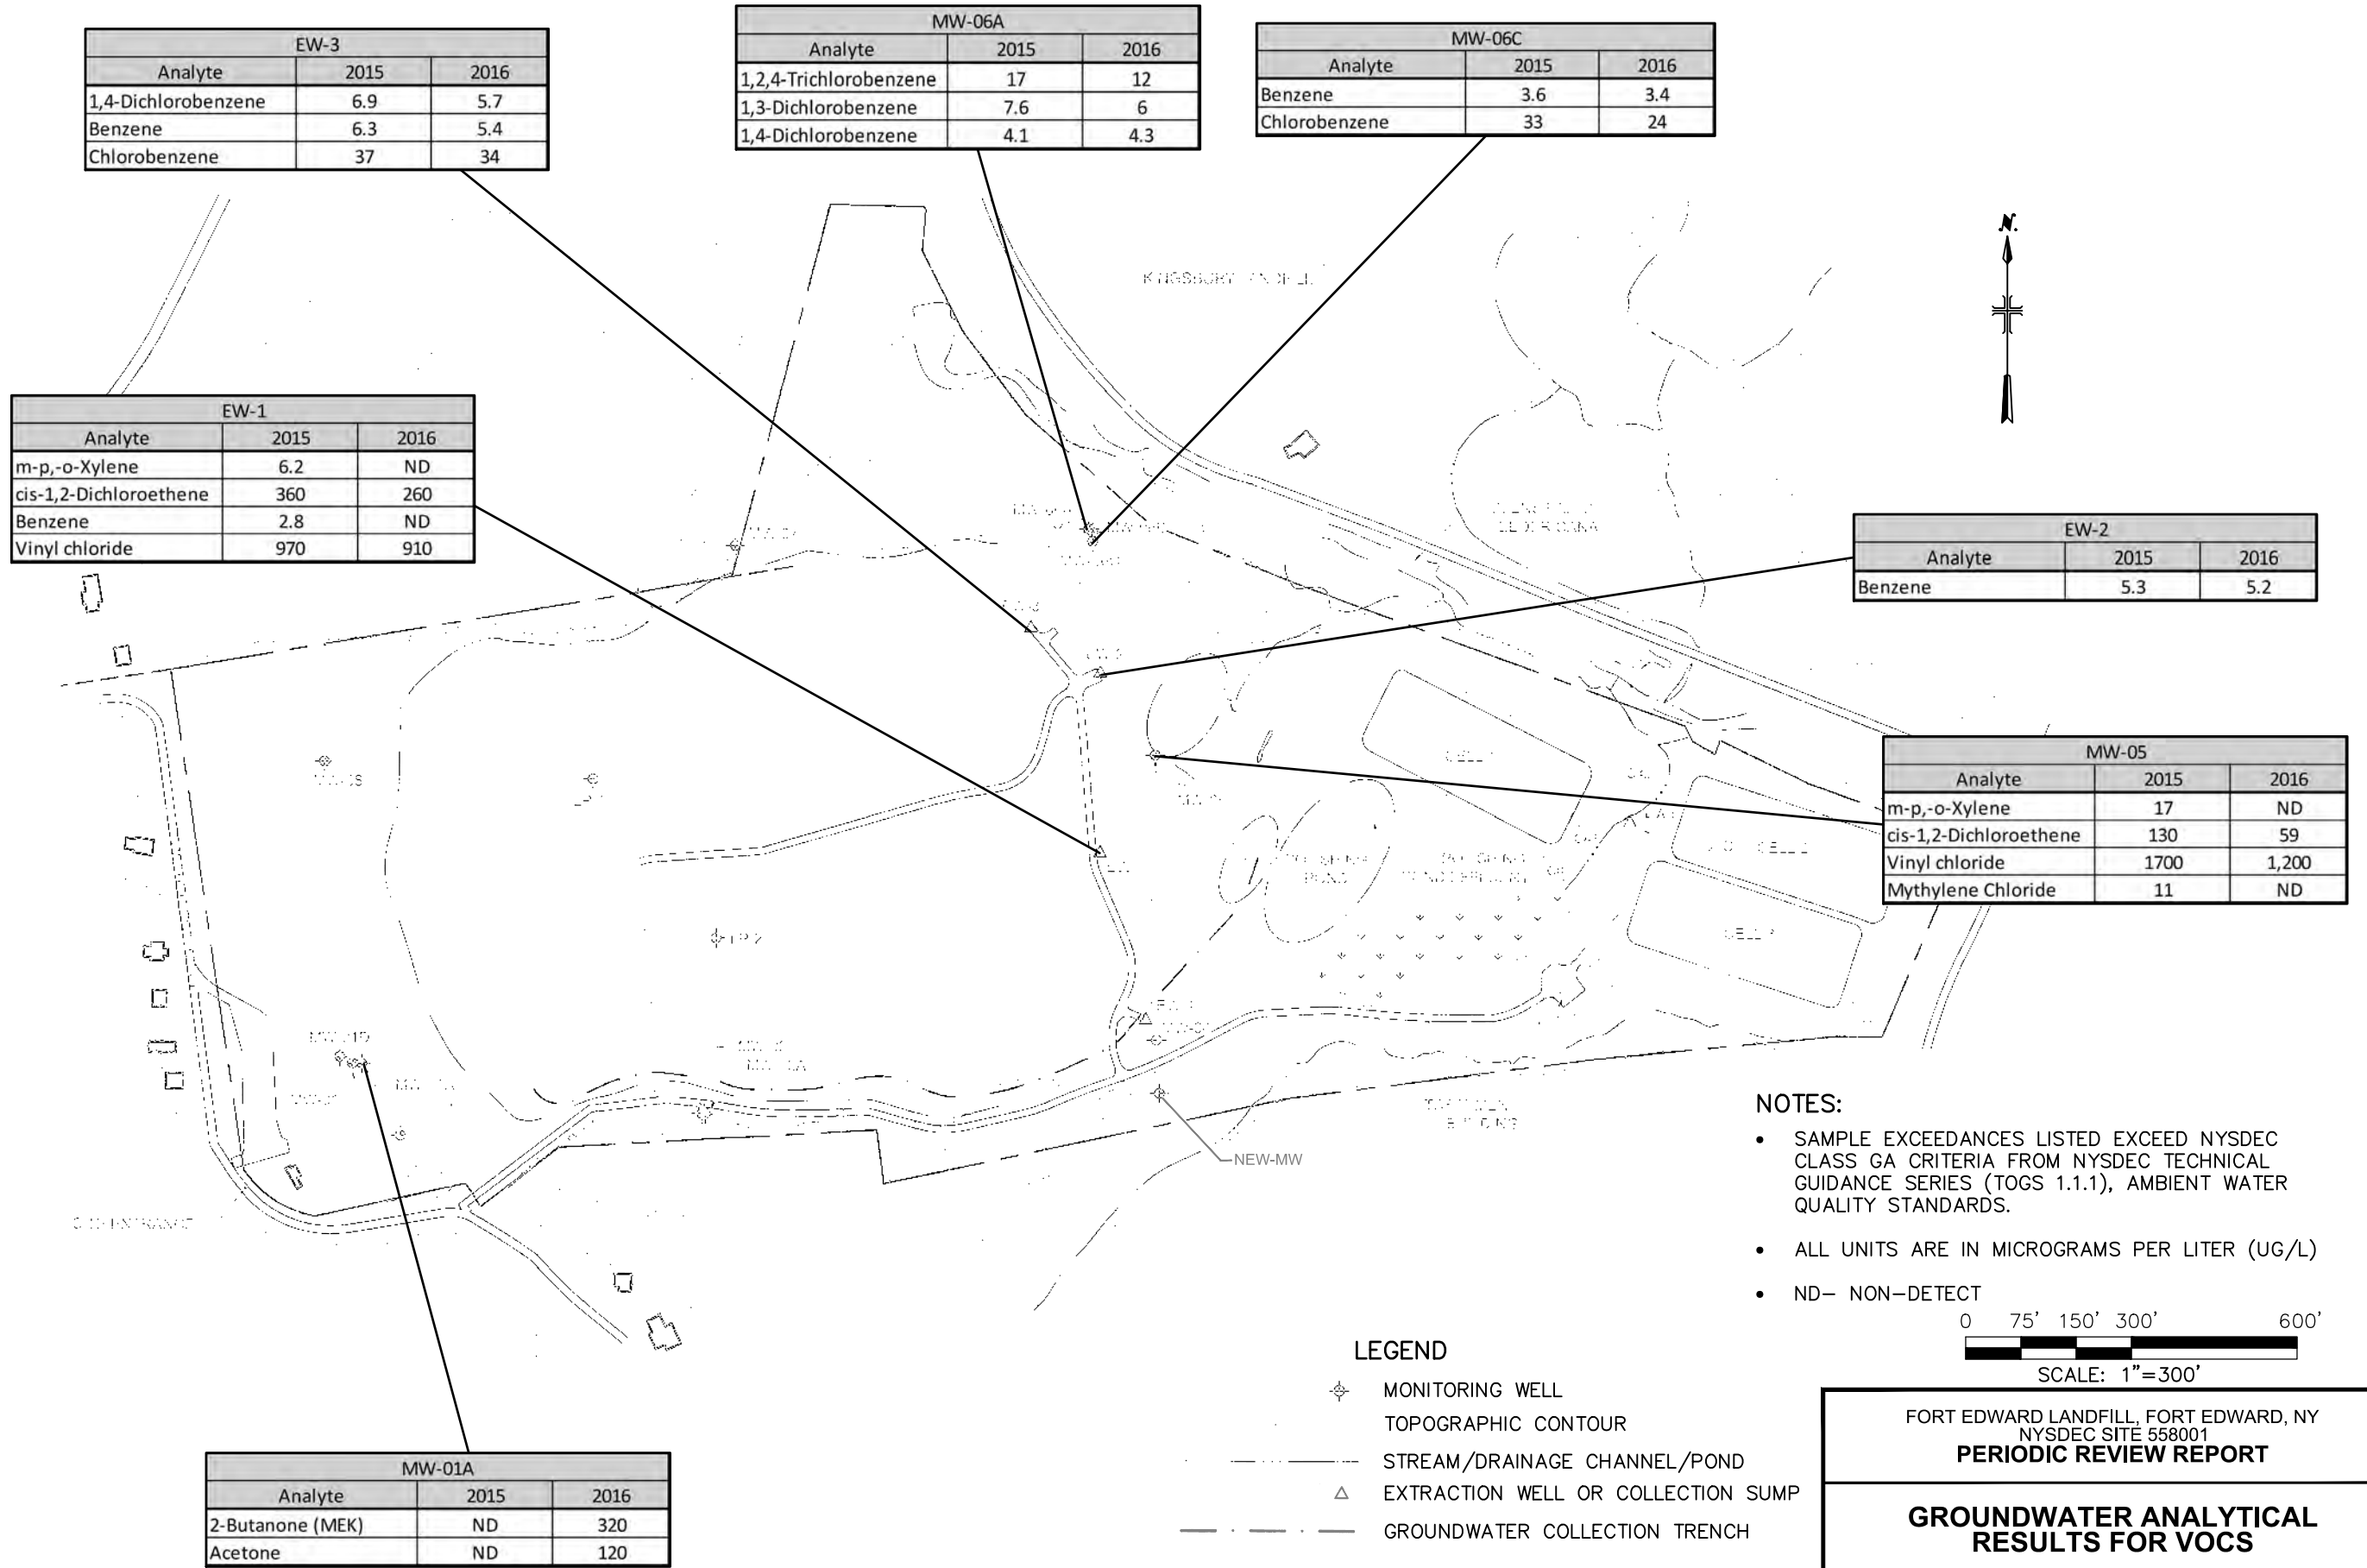 EW-3
Analyte 2015 2016
1,4-Dichlorobenzene 6.9 5.7
Benzene 6.3 5.4
Chlorobenzene 37 34
MW-06A
Analyte 2015 2016
1,2,4-Trichlorobenzene 17 12
1,3-Dichlorobenzene 7.6 6
1,4-Dichlorobenzene 4.1 4.3
MW-06C
Analyte 2015 2016
Benzene 3.6 3.4
Chlorobenzene 33 24
N.
EW-1
Analyte 2015 2016
m-p,-o-Xylene 6.2 ND
cis-1,2-Dichloroethene 360 260
Benzene 2.8 ND
Vinyl chloride 970 910
EW-2
Analyte 2015 2016
Benzene 5.3 5.2
MW-05
Analyte 2015 2016
m-p,-o-Xylene 17 ND
cis-1,2-Dichloroethene 130 59
Vinyl chloride 1700 1,200
Mythylene Chloride 11 ND
NEW-MW
MW-01A
Analyte 2015 2016
2-Butanone (MEK) ND 320
Acetone ND 120
NOTES:
• SAMPLE EXCEEDANCES LISTED EXCEED NYSDEC
CLASS GA CRITERIA FROM NYSDEC TECHNICAL
GUIDANCE SERIES (TOGS 1.1.1), AMBIENT WATER
QUALITY STANDARDS.
• ALL UNITS ARE IN MICROGRAMS PER LITER (UG/L)
• ND- NON-DETECT
0 75' 150' 300' 600'
SCALE: 1"=300'
LEGEND
MONITORING WELL
TOPOGRAPHIC CONTOUR
STREAM/DRAINAGE CHANNEL/POND
EXTRACTION WELL OR COLLECTION SUMP
GROUNDWATER COLLECTION TRENCH
FORT EDWARD LANDFILL, FORT EDWARD, NY
NYSDEC SITE 558001
PERIODIC REVIEW REPORT
GROUNDWATER ANALYTICAL
RESULTS FOR VOCS